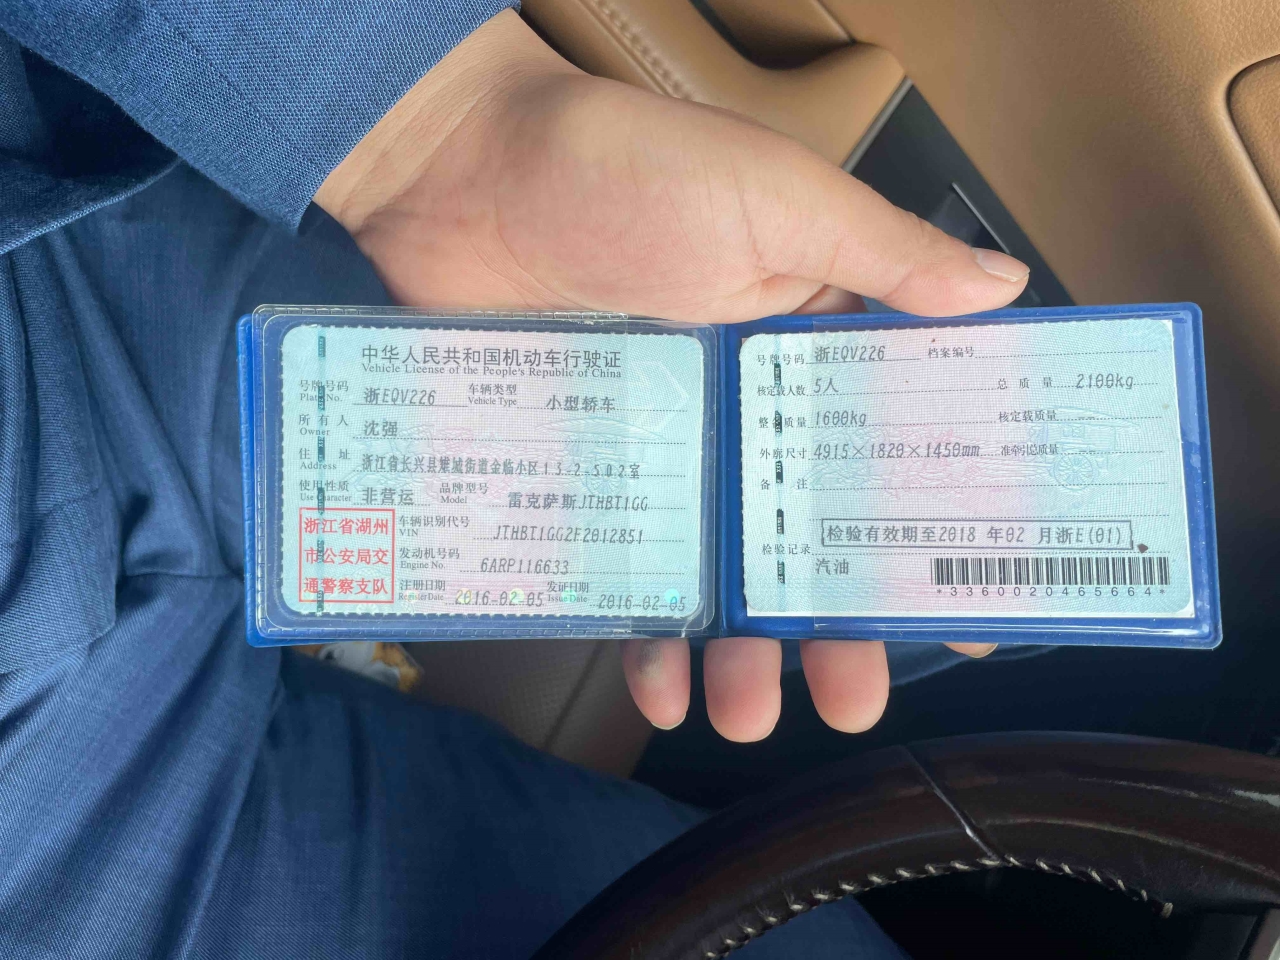 中华人民共和国机动车行驶证
Vehicle License of the People's Republic of China
号牌号码 浙EQV226 车辆类型 小型轿车
Plate No. Vehicle Type
所有人 沈强
Owner
住址 浙江省长兴县雉城街道金临小区13-2-502室
Address
使用性质 非营运 品牌型号 雷克萨斯JTHBT1GG
Use Character Model
浙江省湖州
市公安局交
通警察支队
车辆识别代号 JTHBT1GG2F2012851
VIN
发动机号码 6ARP116633
Engine No.
注册日期 2016-02-05 发证日期 2016-02-05
Register Date Issue Date
号牌号码 浙EQV226 档案编号
核定载人数 5人 总质量 2100kg
整备质量 1600kg 核定载质量
外廓尺寸 4915×1820×1450mm 准牵引总质量
备注
检验有效期至2018 年02 月浙E(01)
检验记录
汽油
*3360020465664*